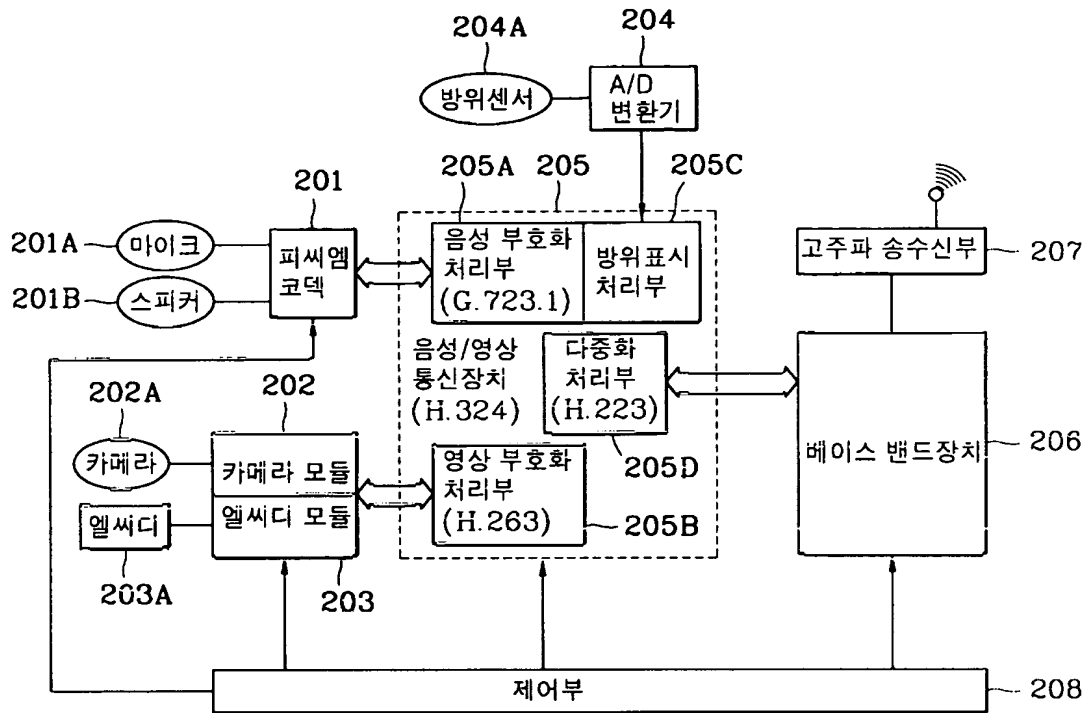 204A
204
방위센서
A/D
변환기
205A
205
205C
201
201A
마이크
피씨엠
코덱
201B
스피커
음성 부호화
처리부
(G.723.1)
방위표시
처리부
고주파 송수신부
207
음성/영상
통신장치
(H.324)
다중화
처리부
(H.223)
202A
202
카메라
카메라 모듈
205D
베이스 밴드장치
206
영상 부호화
처리부
(H.263)
205B
엘씨디
엘씨디 모듈
203A
203
제어부
208